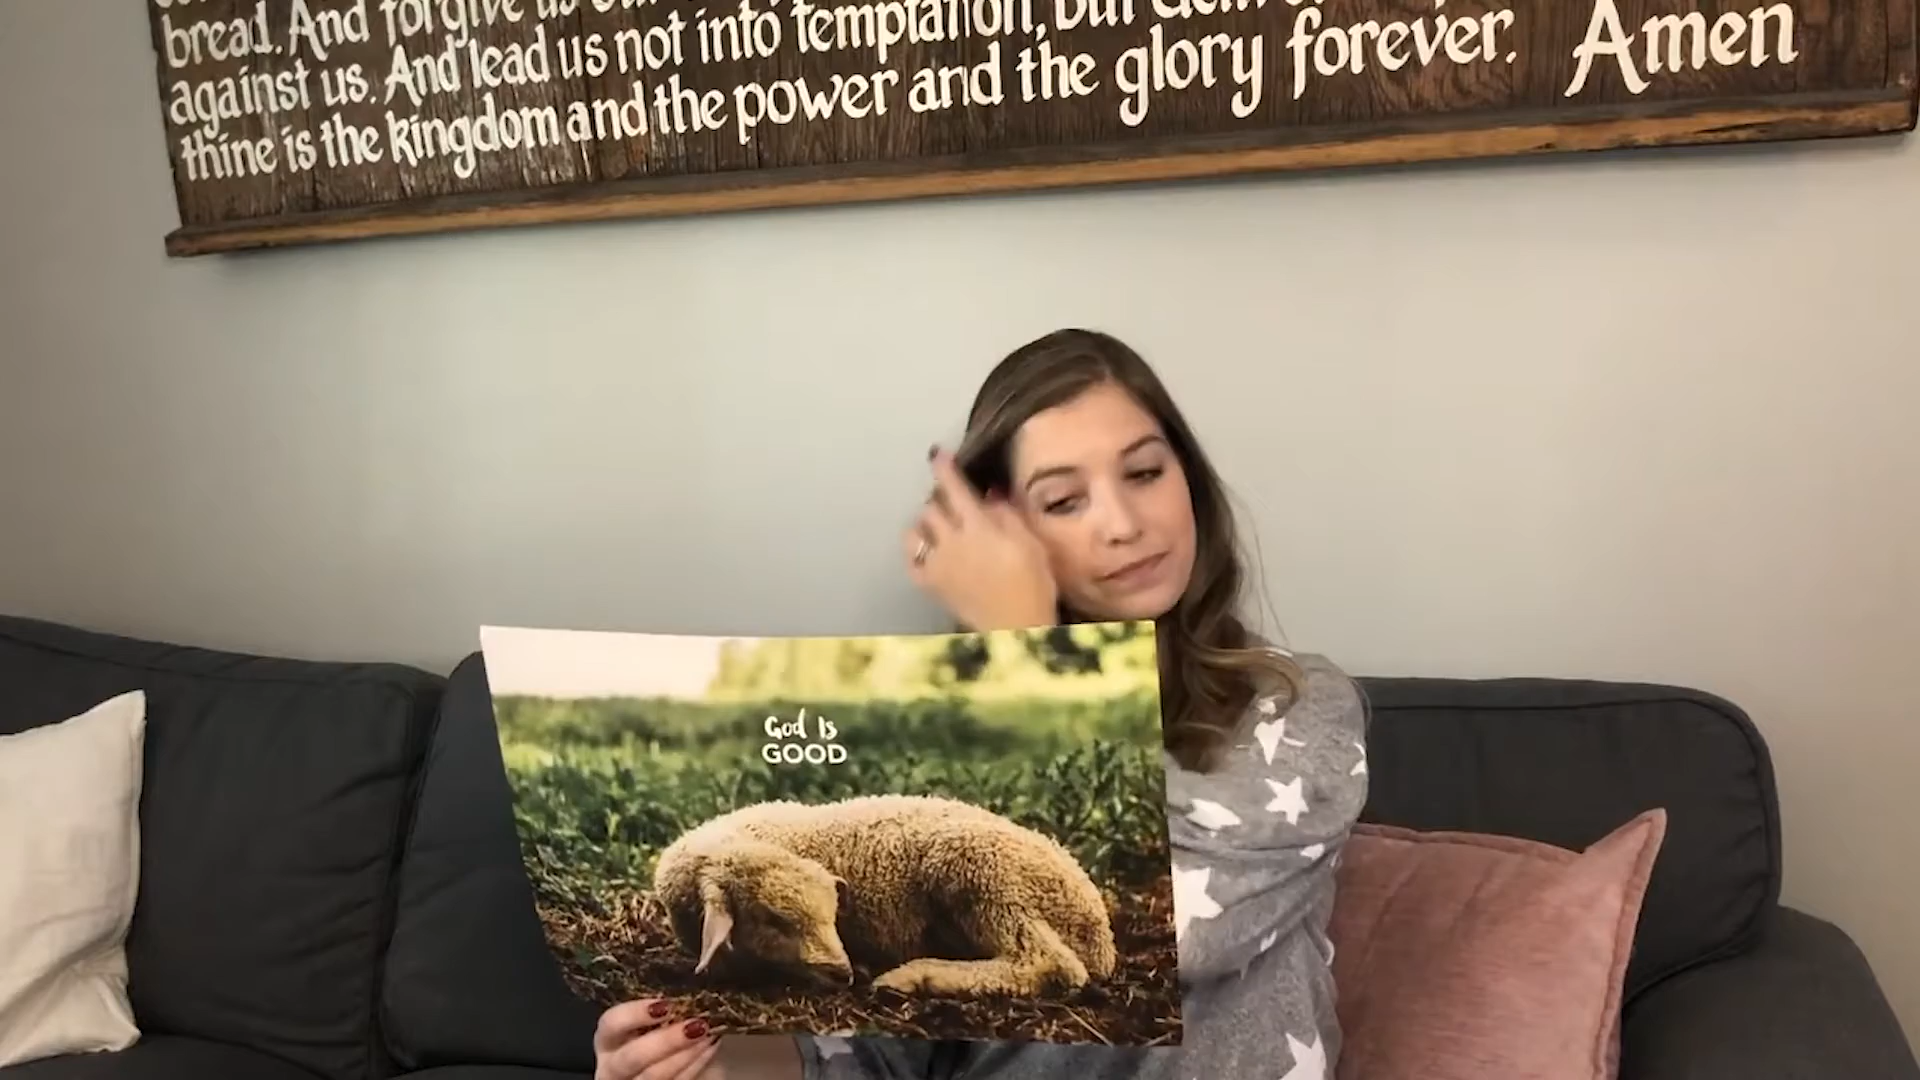 bread. And forgive us
against us. And lead us not into temptation, but
thine is the kingdom and the power and the glory forever. Amen
God Is
GOOD